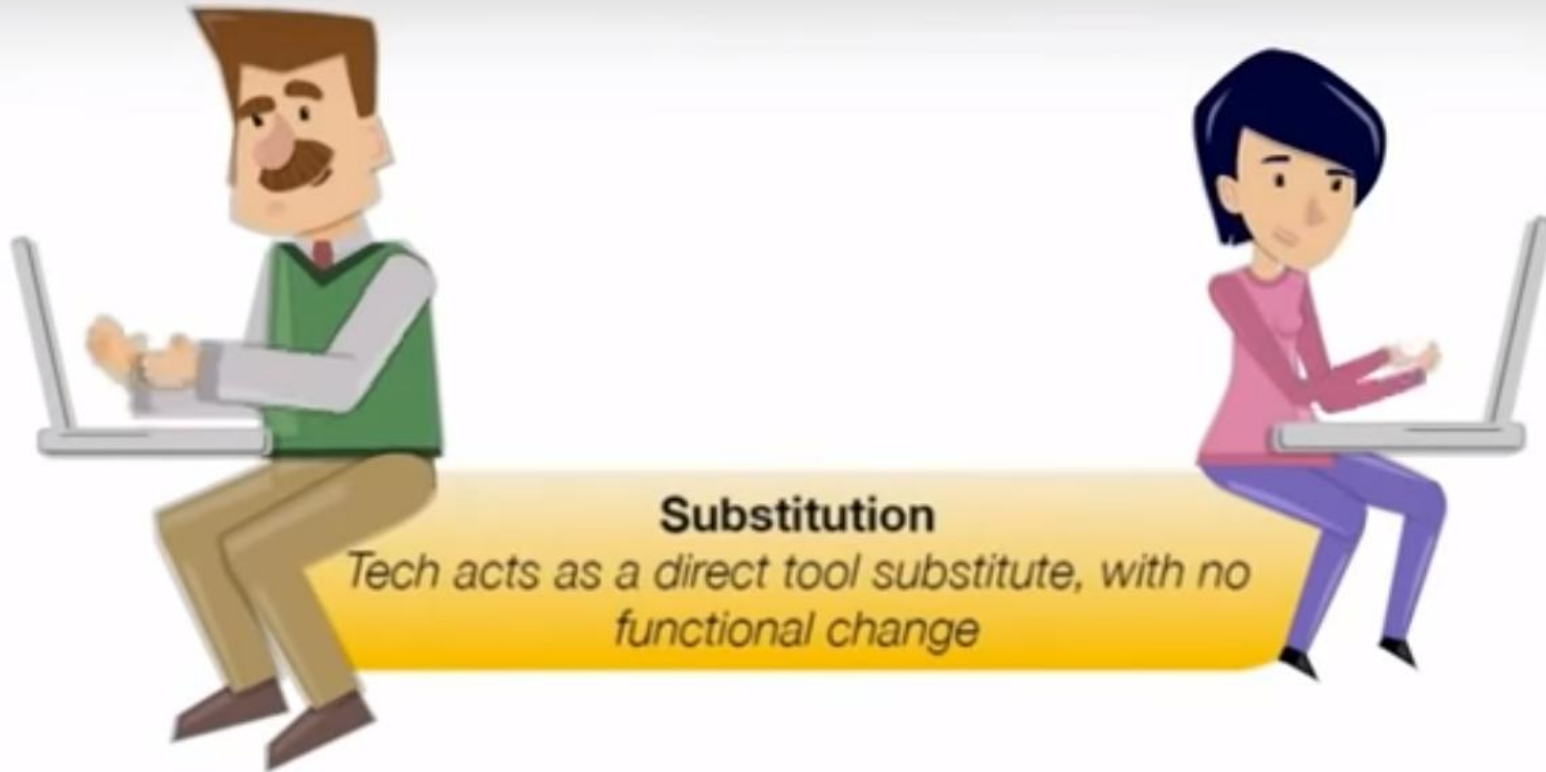 Substitution
Tech acts as a direct tool substitute, with no
functional change